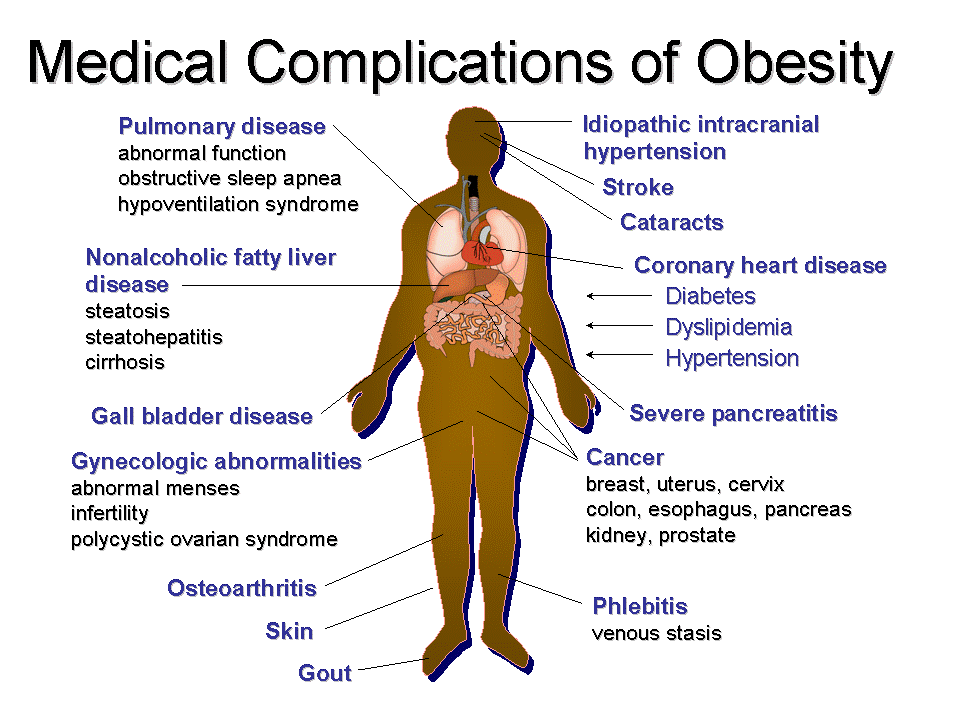 Medical Complications of Obesity
Pulmonary disease
abnormal function
obstructive sleep apnea
hypoventilation syndrome
Nonalcoholic fatty liver
disease
steatosis
steatohepatitis
cirrhosis
Gall bladder disease
Gynecologic abnormalities
abnormal menses
infertility
polycystic ovarian syndrome
Osteoarthritis
Skin
Gout
Idiopathic intracranial
hypertension
Stroke
Cataracts
Coronary heart disease
Diabetes
Dyslipidemia
Hypertension
Severe pancreatitis
Cancer
breast, uterus, cervix
colon, esophagus, pancreas
kidney, prostate
Phlebitis
venous stasis